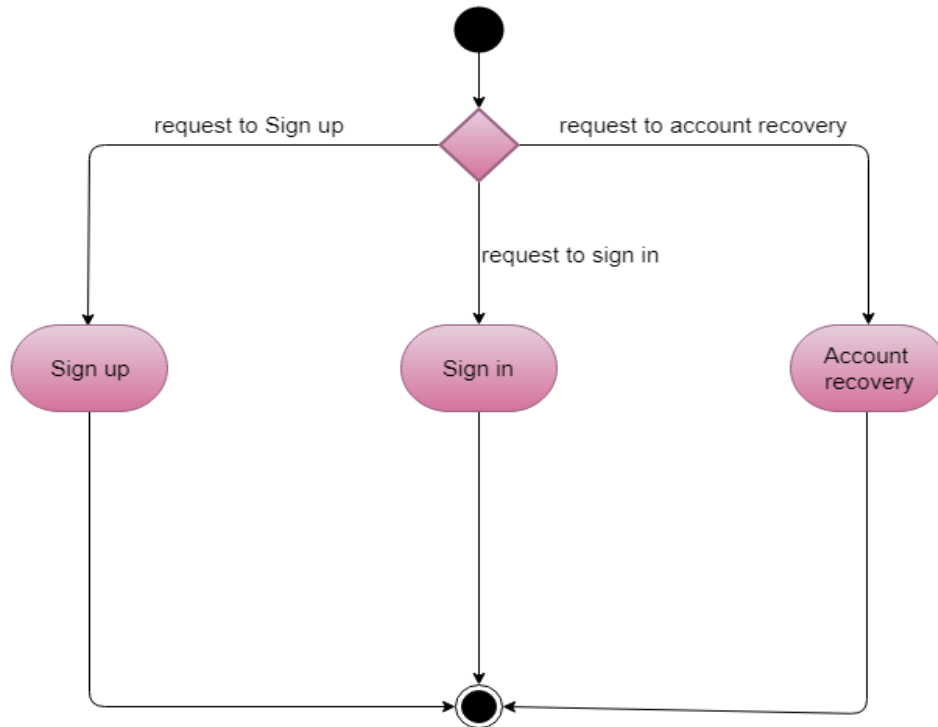 request to Sign up
request to account recovery
request to sign in
Sign up
Sign in
Account
recovery